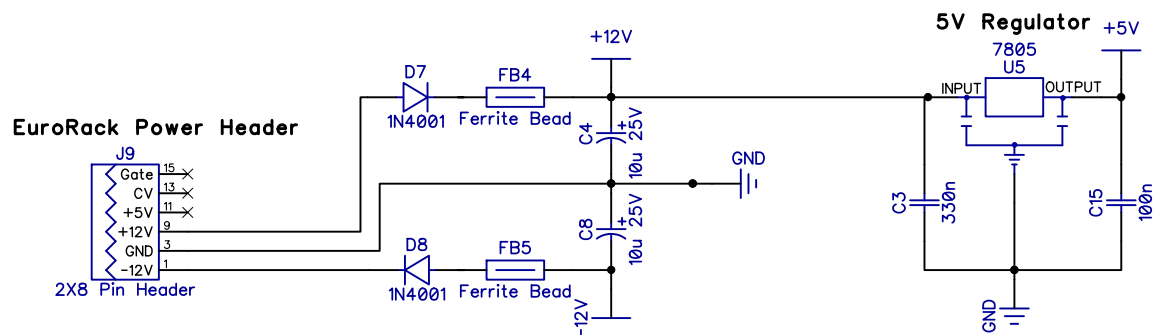 5V Regulator
+12V
+5V
7805
U5
INPUT
OUTPUT
D7
1N4001
FB4
Ferrite Bead
EuroRack Power Header
J9
Gate 15
CV 13
+5V 11
+12V 9
GND 3
-12V 1
2X8 Pin Header
C4
10u 25V
+
GND
C8
10u 25V
+
D8
1N4001
FB5
Ferrite Bead
-12V
C3
330n
C15
100n
GND